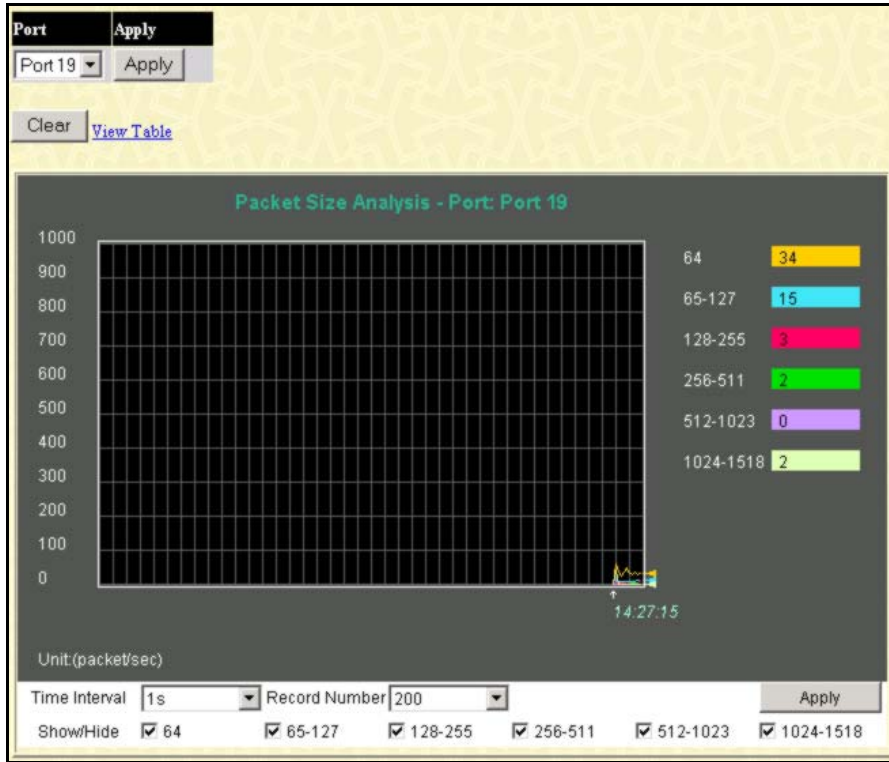 Port Apply
Port 19 Apply
Clear View Table
Packet Size Analysis - Port: Port 19
1000
900
800
700
600
500
400
300
200
100
0
64 34
65-127 15
128-255 3
256-511 2
512-1023 0
1024-1518 2
14:27:15
Unit:(packet/sec)
Time Interval 1s Record Number 200 Apply
Show/Hide 64 65-127 128-255 256-511 512-1023 1024-1518